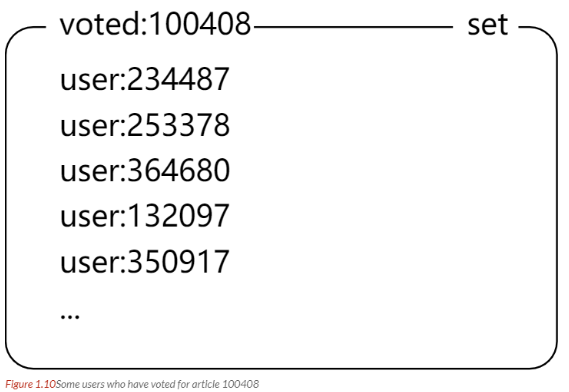 voted:100408 set
user:234487
user:253378
user:364680
user:132097
user:350917
...
Figure 1.10Some users who have voted for article 100408